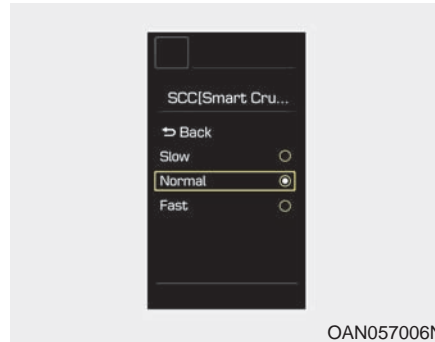 SCC[Smart Cru...
Back
Slow
Normal
Fast
OAN057006N